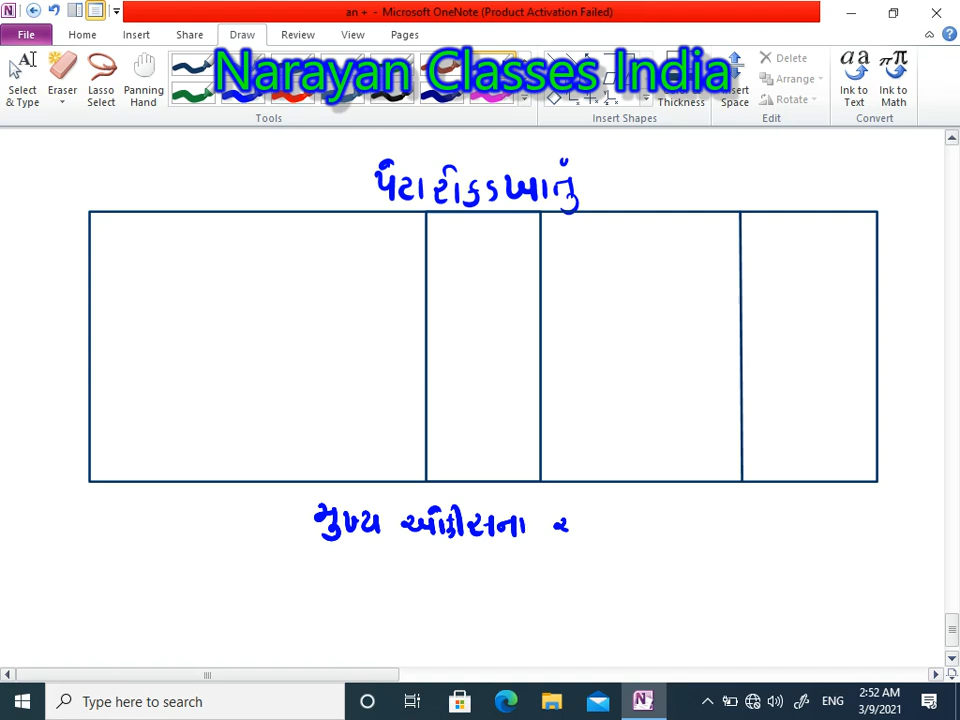 an + - Microsoft OneNote (Product Activation Failed)
File Home Insert Share Draw Review View Pages
Narayan Classes India
Select & Type
Eraser
Lasso Select
Panning Hand
Thickness
Insert Space
Delete
Arrange
Rotate
Ink to Text
Ink to Math
Tools Insert Shapes Edit Convert
પેટા રોકડ ખાતું
મુખ્ય ઓફીસના
Type here to search
ENG
2:52 AM
3/9/2021